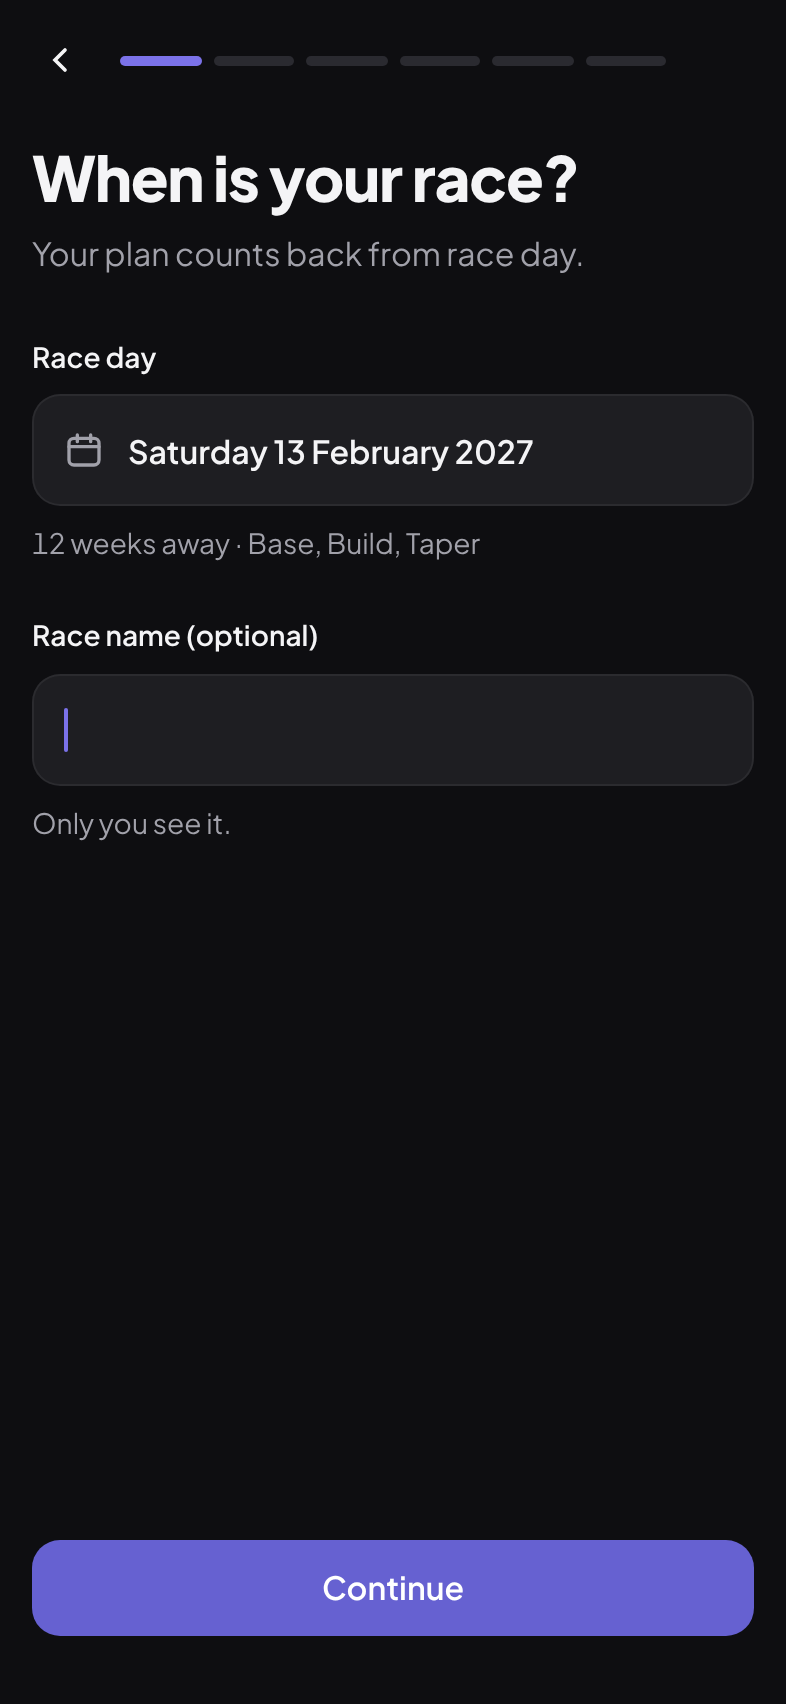 When is your race?
Your plan counts back from race day.
Race day
Saturday 13 February 2027
12 weeks away · Base, Build, Taper
Race name (optional)
Only you see it.
Continue